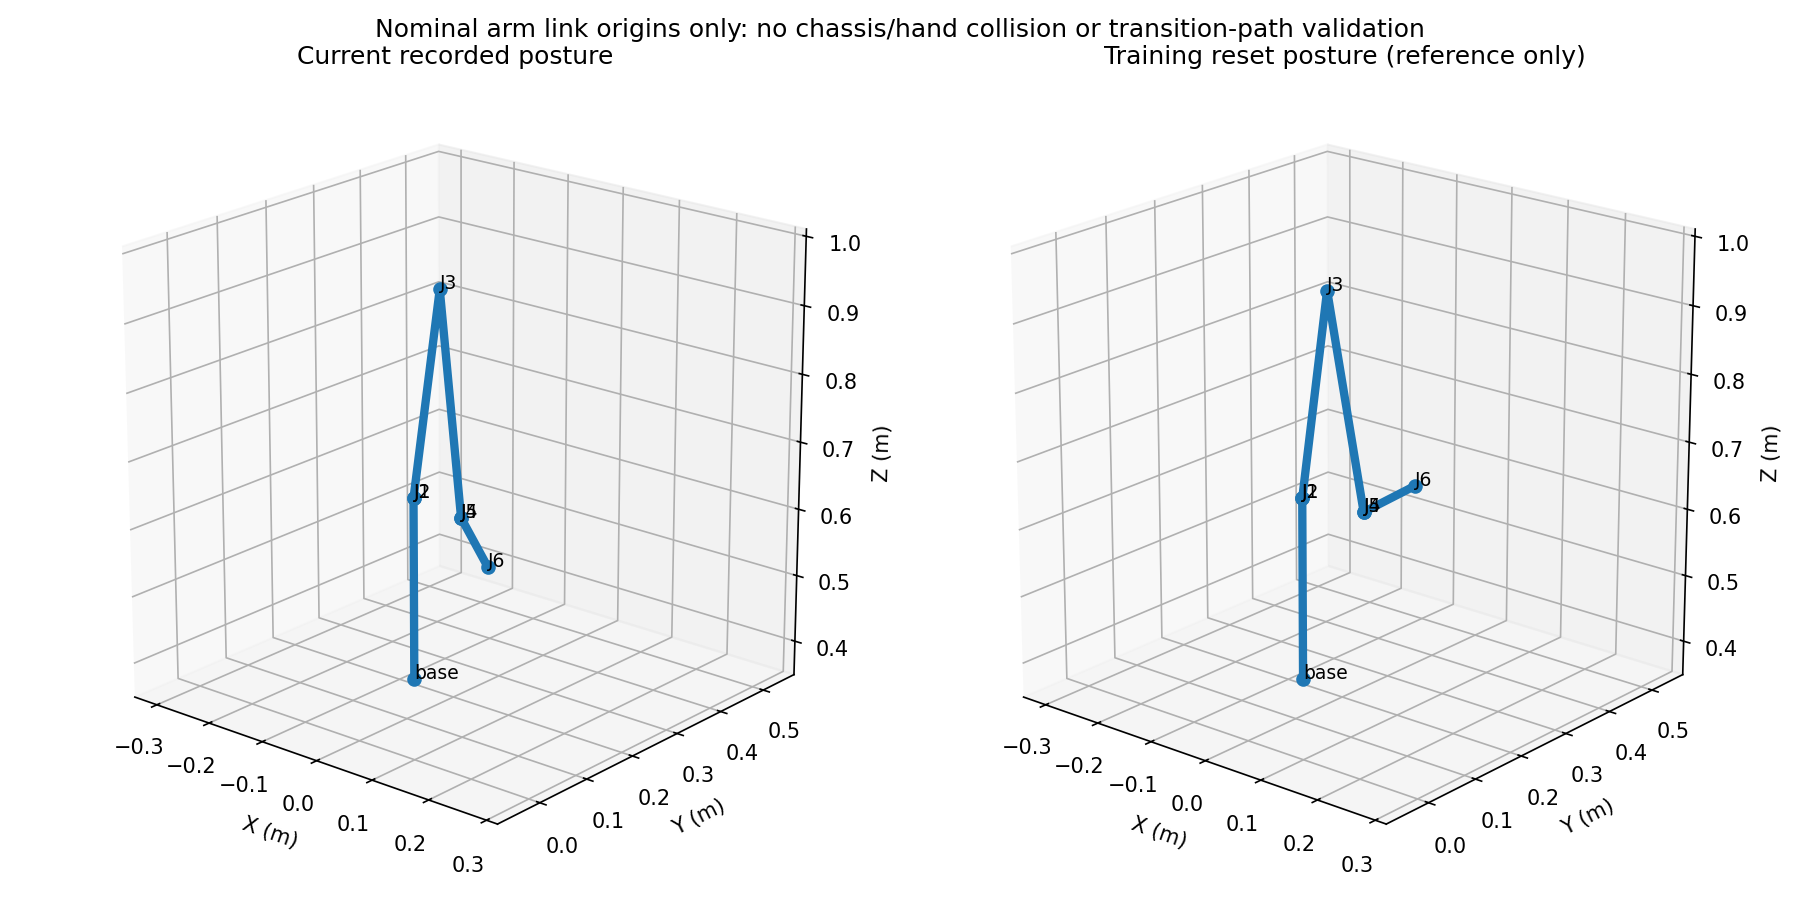 Nominal arm link origins only: no chassis/hand collision or transition-path validation
Current recorded posture
J3
J6
base
1.0
0.9
0.8
0.7
0.6
0.5
0.4
Z (m)
−0.3
−0.2
−0.1
0.0
0.1
0.2
0.3
X (m)
0.0
0.1
0.2
0.3
0.4
0.5
Y (m)
Training reset posture (reference only)
J3
J6
base
1.0
0.9
0.8
0.7
0.6
0.5
0.4
Z (m)
−0.3
−0.2
−0.1
0.0
0.1
0.2
0.3
X (m)
0.0
0.1
0.2
0.3
0.4
0.5
Y (m)